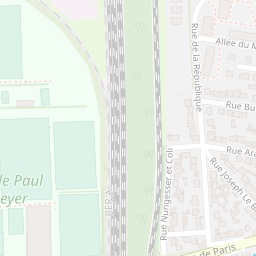 Allée du M
Rue de la République
Rue Bu
Rue Ara
Rue Joseph Le B
Rue Nungesser et Coli
RER A
de Paul
eyer
de Paris